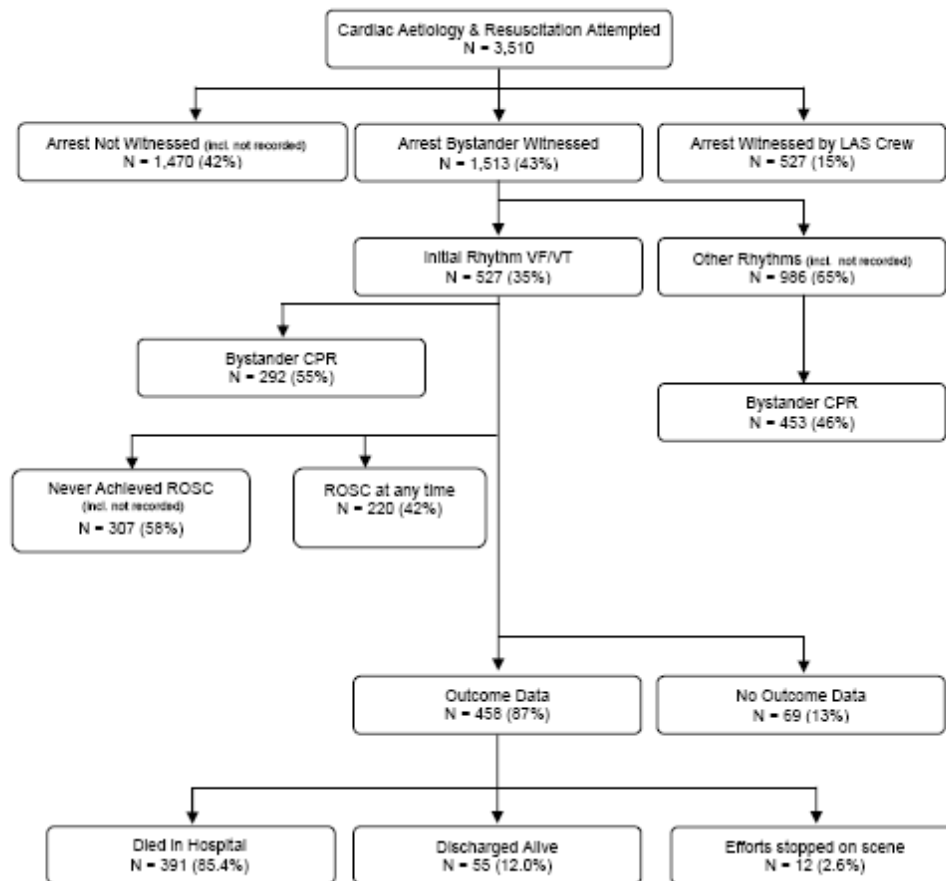 Cardiac Aetiology & Resuscitation Attempted
N = 3,510
Arrest Not Witnessed (incl. not recorded)
N = 1,470 (42%)
Arrest Bystander Witnessed
N = 1,513 (43%)
Arrest Witnessed by LAS Crew
N = 527 (15%)
Initial Rhythm VF/VT
N = 527 (35%)
Other Rhythms (incl. not recorded)
N = 986 (65%)
Bystander CPR
N = 292 (55%)
Bystander CPR
N = 453 (46%)
Never Achieved ROSC
(incl. not recorded)
N = 307 (58%)
ROSC at any time
N = 220 (42%)
Outcome Data
N = 458 (87%)
No Outcome Data
N = 69 (13%)
Died in Hospital
N = 391 (85.4%)
Discharged Alive
N = 55 (12.0%)
Efforts stopped on scene
N = 12 (2.6%)